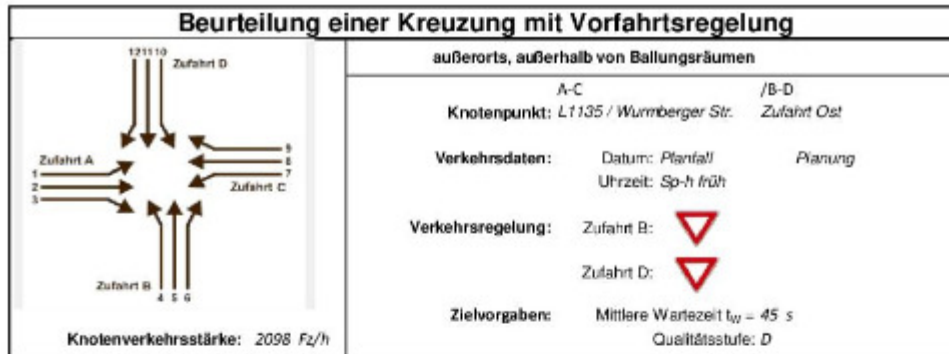 Beurteilung einer Kreuzung mit Vorfahrtsregelung
121110
Zufahrt D
Zufahrt A
1
2
3
9
8
7
Zufahrt C
Zufahrt B
4 5 6
Knotenverkehrsstärke: 2098 Fz/h
außerorts, außerhalb von Ballungsräumen
A-C /B-D
Knotenpunkt: L1135 / Wurmberger Str. Zufahrt Ost
Verkehrsdaten: Datum: Planfall Planung
Uhrzeit: Sp-h früh
Verkehrsregelung: Zufahrt B:
Zufahrt D:
Zielvorgaben: Mittlere Wartezeit tW = 45 s
Qualitätsstufe: D